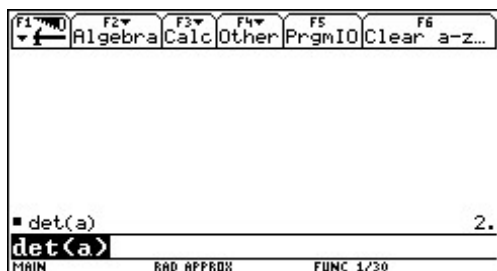 F1 F2 F3 F4 F5 F6
Algebra Calc Other PrgmIO Clear a-z…
det(a) 2.
det(a)
MAIN RAD APPROX FUNC 1/30